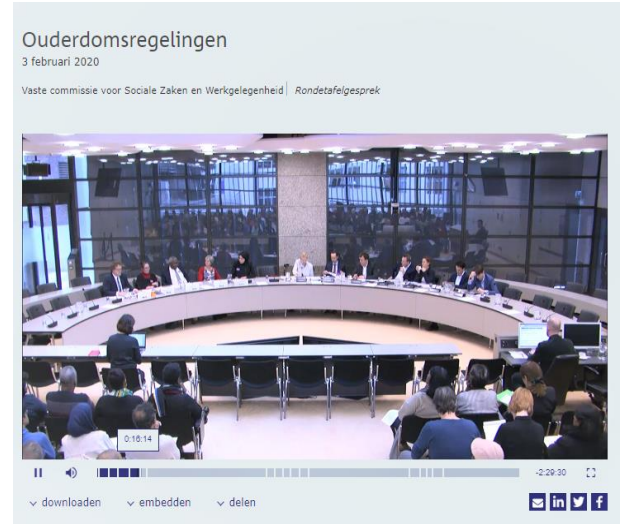 Ouderdomsregelingen
3 februari 2020
Vaste commissie voor Sociale Zaken en Werkgelegenheid | Rondetafelgesprek
0:16:14
-2:29:30
downloaden embedden delen